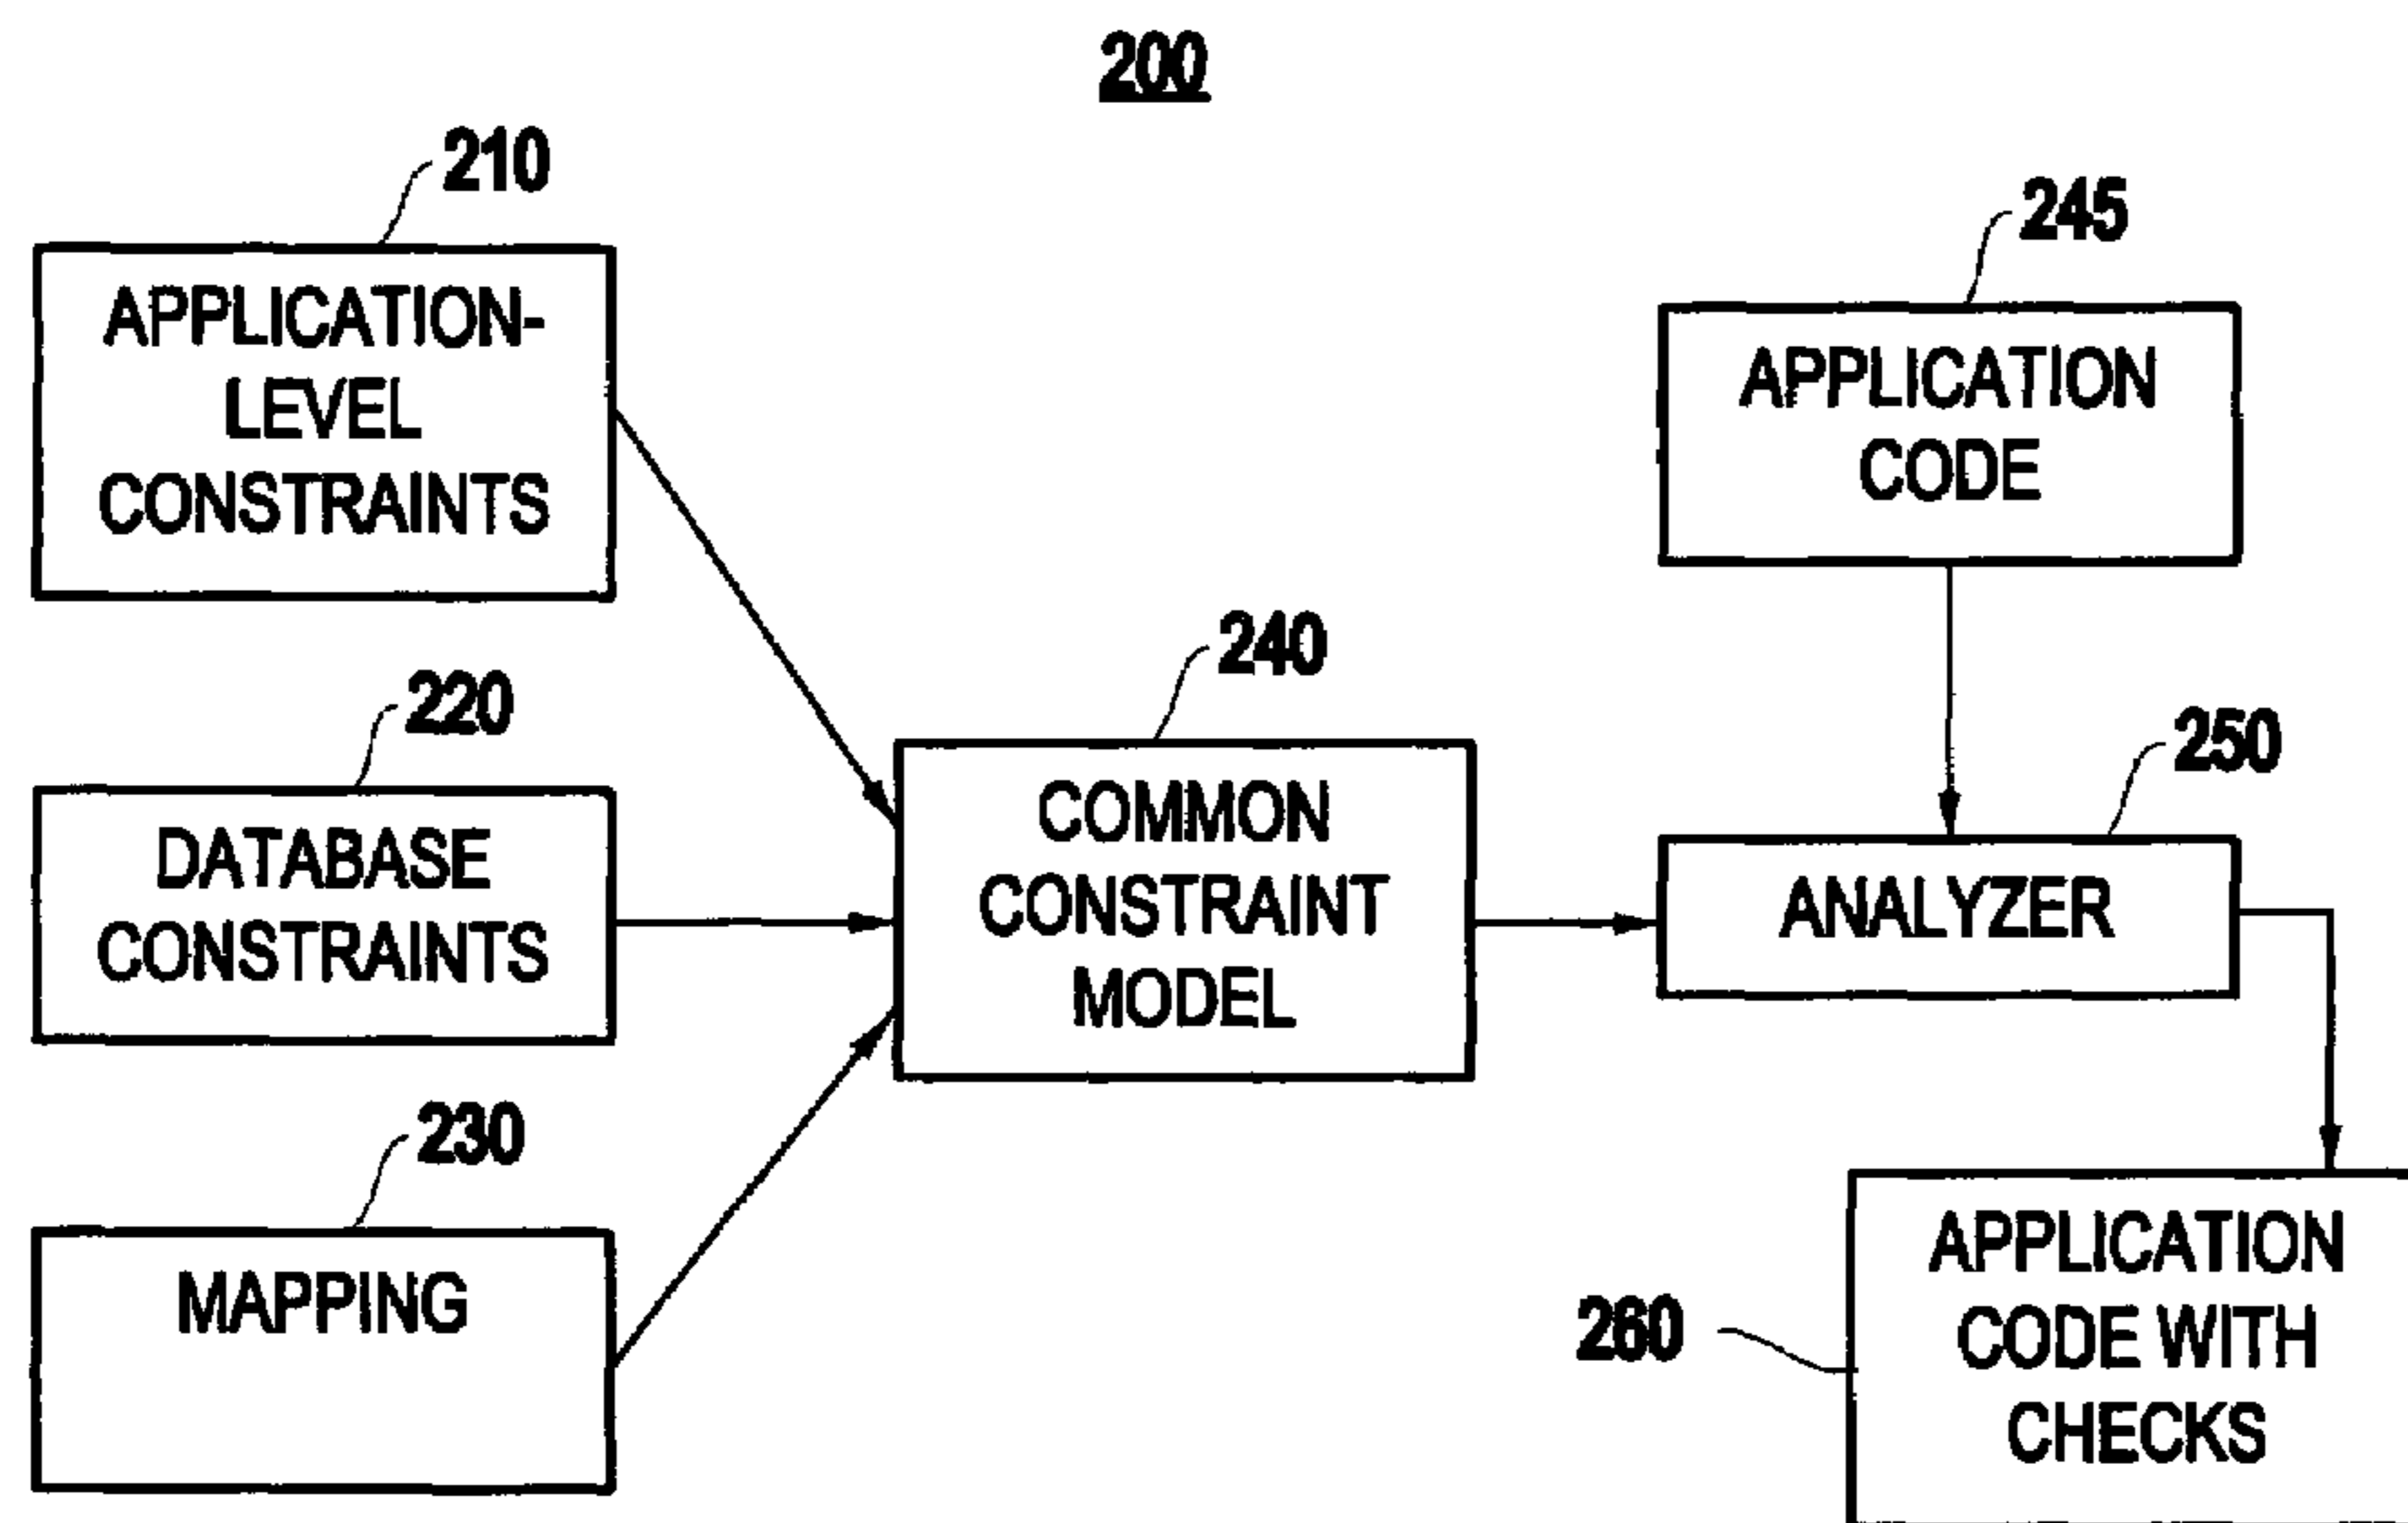 200
210
APPLICATION-
LEVEL
CONSTRAINTS
245
APPLICATION
CODE
220
DATABASE
CONSTRAINTS
240
COMMON
CONSTRAINT
MODEL
250
ANALYZER
230
MAPPING
260
APPLICATION
CODE WITH
CHECKS